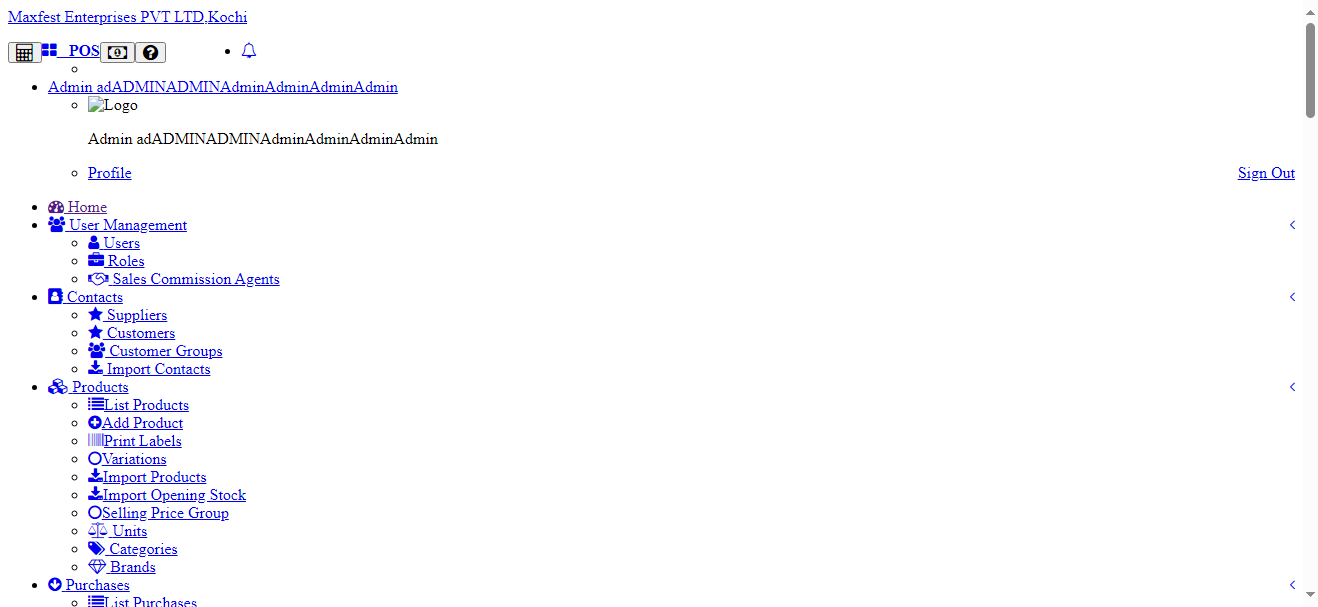 Maxfest Enterprises PVT LTD,Kochi
POS
Admin adADMINADMINAdminAdminAdminAdmin
Logo
Admin adADMINADMINAdminAdminAdminAdmin
Profile Sign Out
Home
User Management
Users
Roles
Sales Commission Agents
Contacts
Suppliers
Customers
Customer Groups
Import Contacts
Products
List Products
Add Product
Print Labels
Variations
Import Products
Import Opening Stock
Selling Price Group
Units
Categories
Brands
Purchases
List Purchases